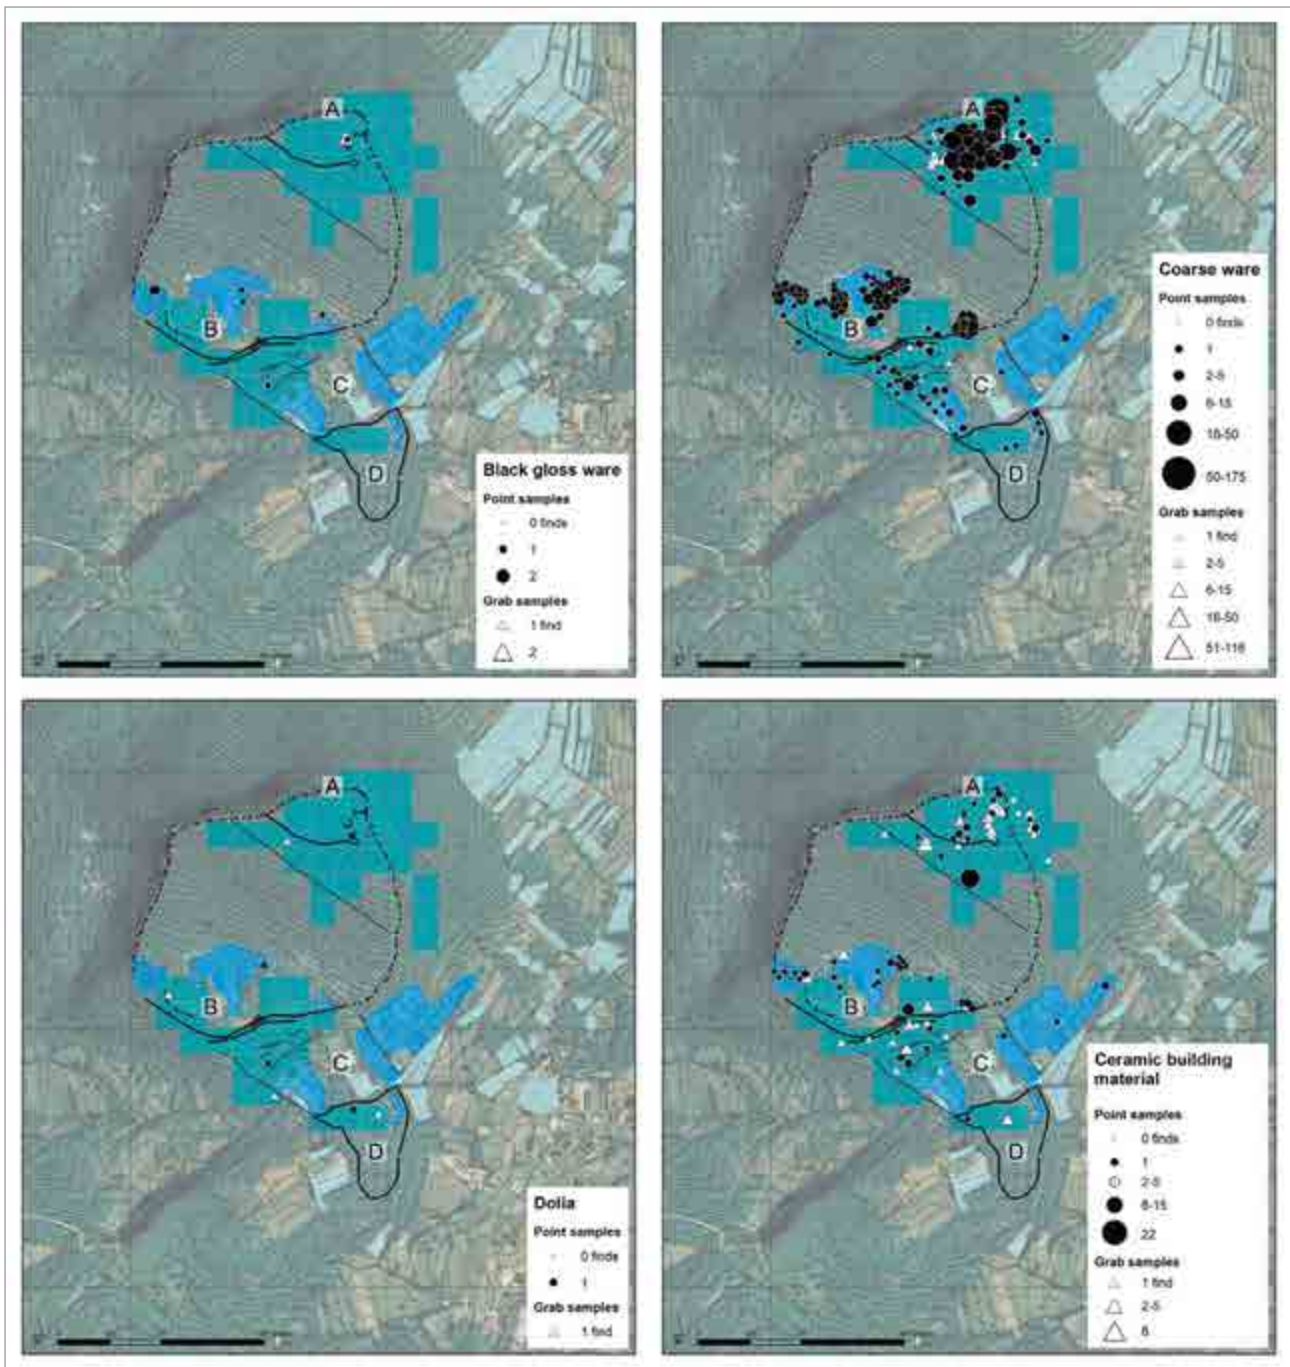 A
B
C
D
Black gloss ware
Point samples
0 finds
1
2
Grab samples
1 find
2
A
B
C
D
Coarse ware
Point samples
0 finds
1
2-5
6-15
16-50
50-175
Grab samples
1 find
2-5
6-15
16-50
51-116
A
B
C
D
Dolia
Point samples
0 finds
1
Grab samples
1 find
A
B
C
D
Ceramic building
material
Point samples
0 finds
1
2-5
6-15
22
Grab samples
1 find
2-5
6